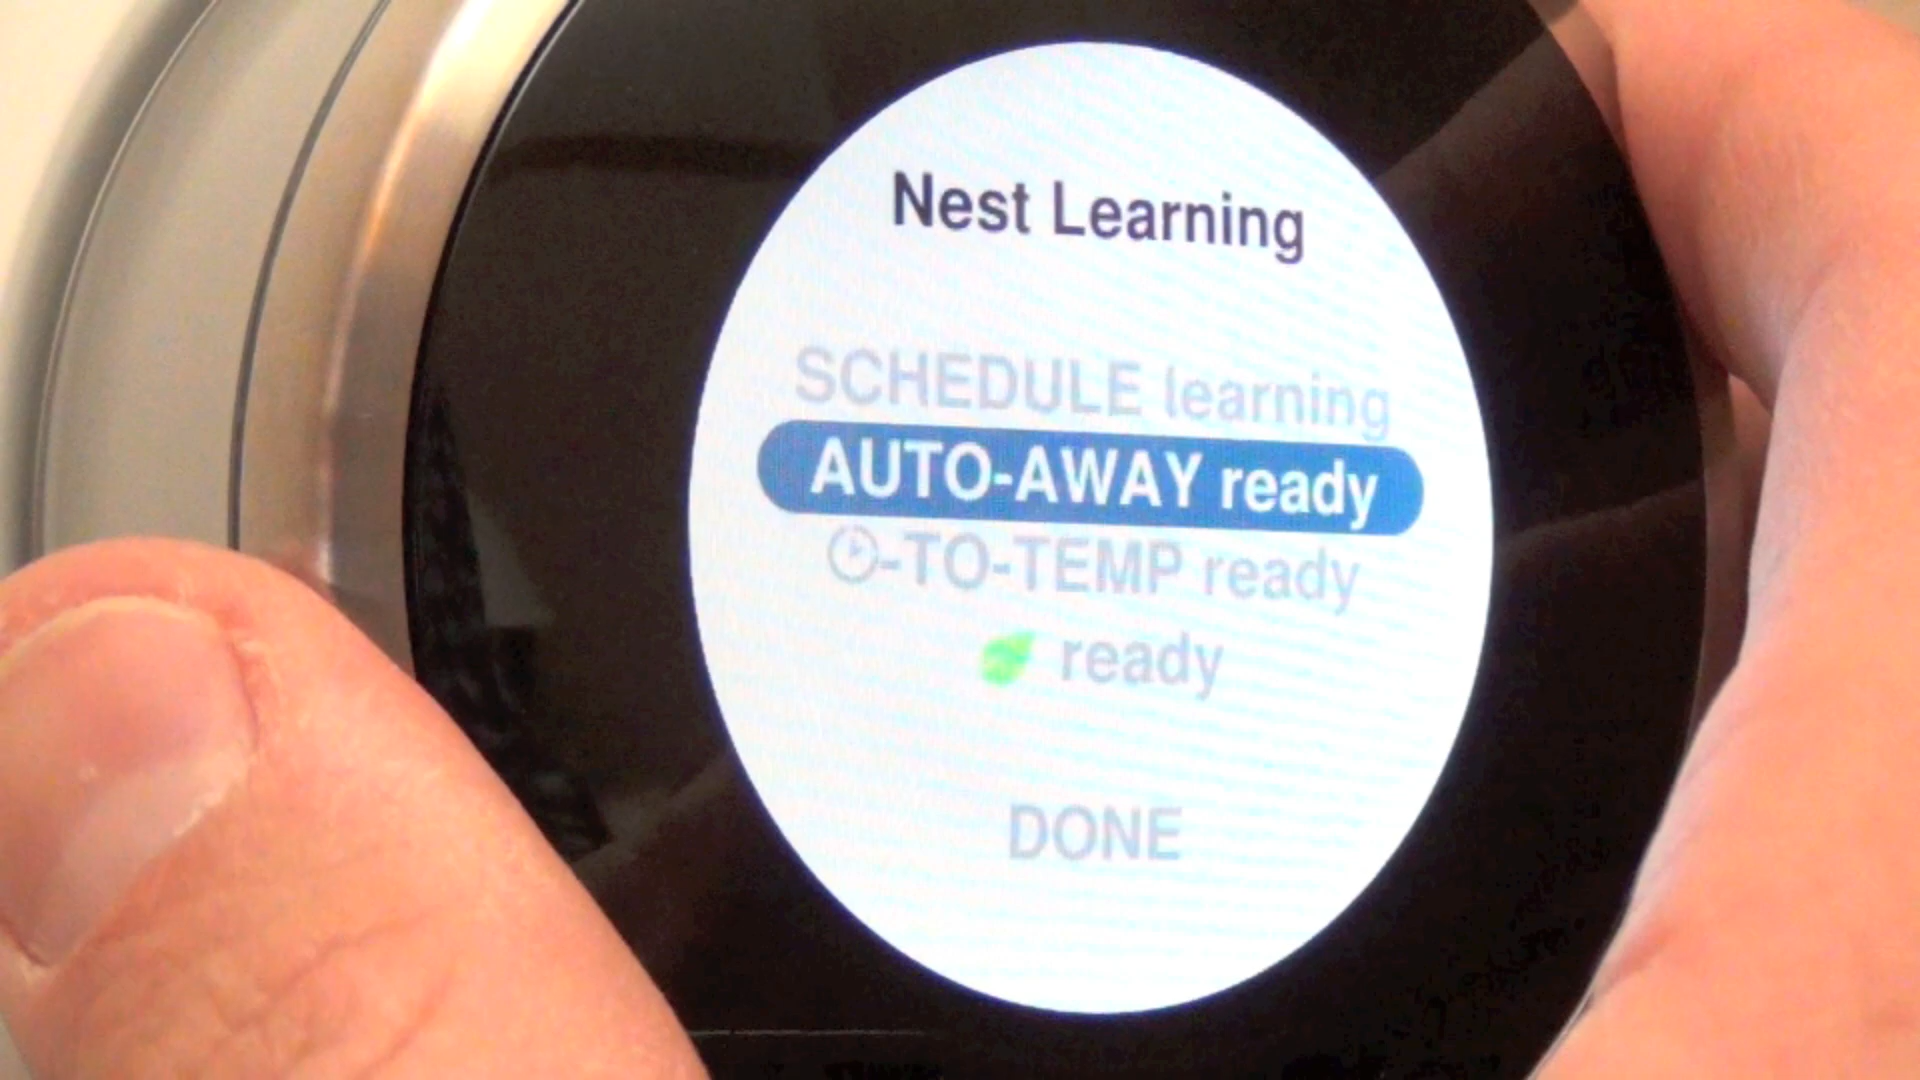 Nest Learning
SCHEDULE learning
AUTO-AWAY ready
-TO-TEMP ready
ready
DONE